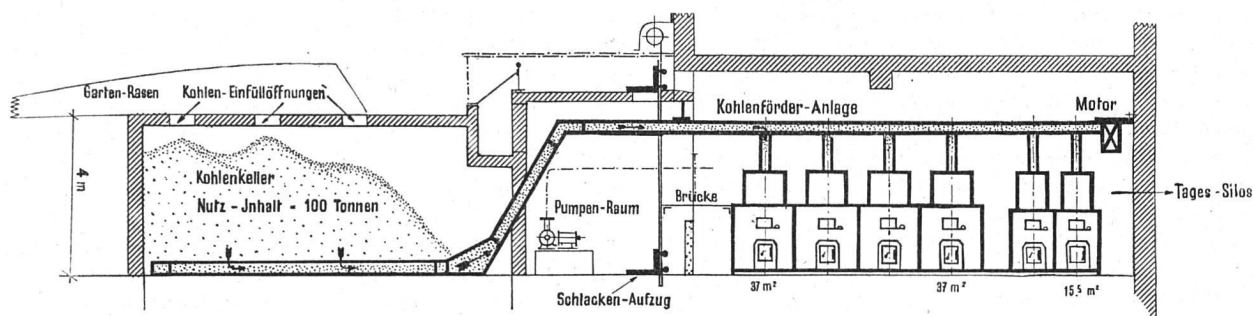 Garten-Rasen
Kohlen-Einfüllöffnungen
Kohlenförder-Anlage
Motor
4 m
Kohlenkeller
Nutz-Jnhalt - 100 Tonnen
Pumpen-Raum
Brücke
Tages-Silos
Schlacken-Aufzug
37 m²
37 m²
15,5 m²